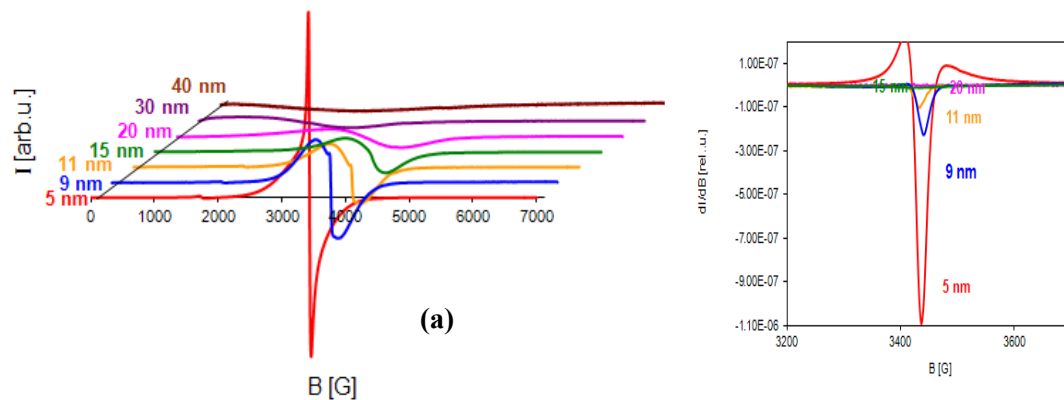 I [arb.u.]
40 nm
30 nm
20 nm
15 nm
11 nm
9 nm
5 nm
0 1000 2000 3000 4000 5000 6000 7000
(a)
B [G]
1.00E-07
-1.00E-07
-3.00E-07
-5.00E-07
-7.00E-07
-9.00E-07
-1.10E-06
dI/dB [rel..u.]
15 nm
20 nm
11 nm
9 nm
5 nm
3200 3400 3600
B [G]